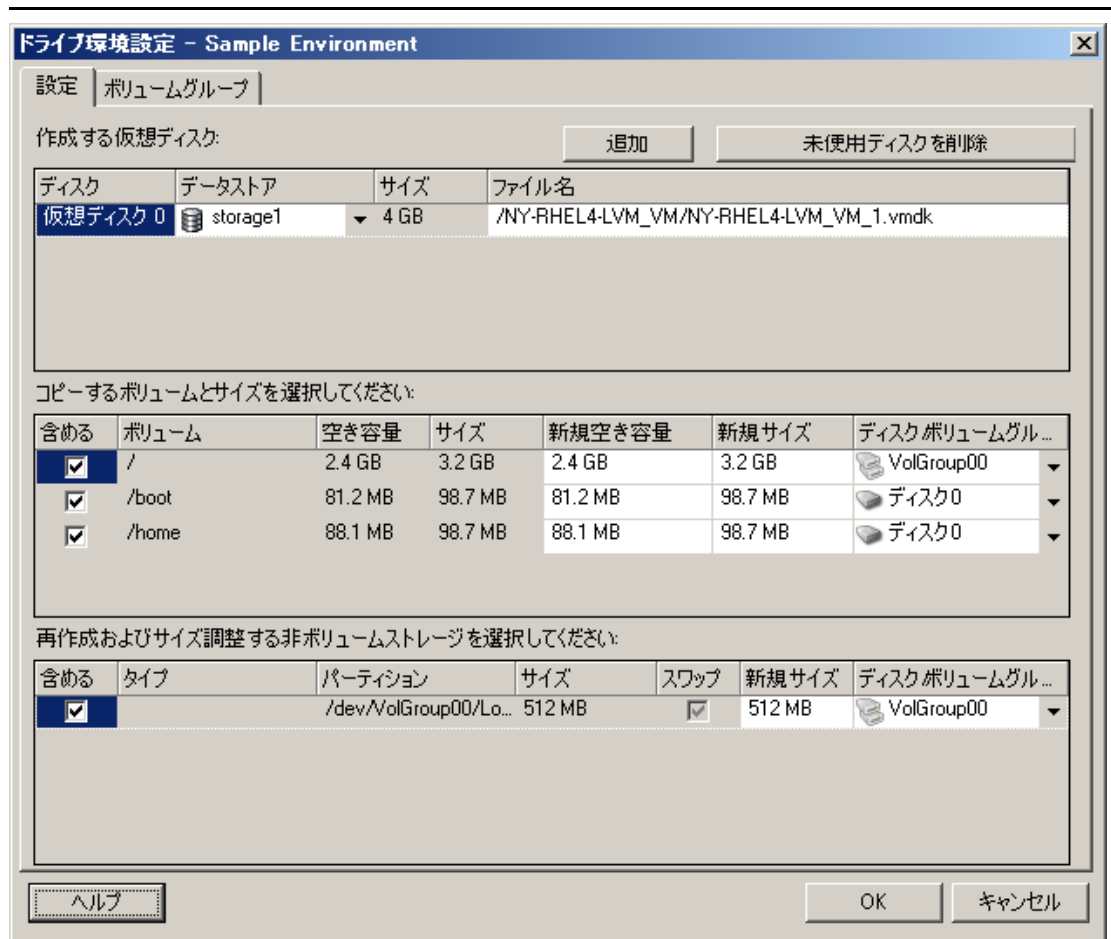 ドライブ環境設定 - Sample Environment
設定 ボリュームグループ
作成する仮想ディスク: 追加 未使用ディスクを削除
ディスク データストア サイズ ファイル名
仮想ディスク 0 storage1 4 GB /NY-RHEL4-LVM_VM/NY-RHEL4-LVM_VM_1.vmdk
コピーするボリュームとサイズを選択してください:
含める ボリューム 空き容量 サイズ 新規空き容量 新規サイズ ディスク/ボリュームグル...
/ 2.4 GB 3.2 GB 2.4 GB 3.2 GB VolGroup00
/boot 81.2 MB 98.7 MB 81.2 MB 98.7 MB ディスク 0
/home 88.1 MB 98.7 MB 88.1 MB 98.7 MB ディスク 0
再作成およびサイズ調整する非ボリュームストレージを選択してください:
含める タイプ パーティション サイズ スワップ 新規サイズ ディスク/ボリュームグル...
/dev/VolGroup00/Lo... 512 MB 512 MB VolGroup00
ヘルプ OK キャンセル